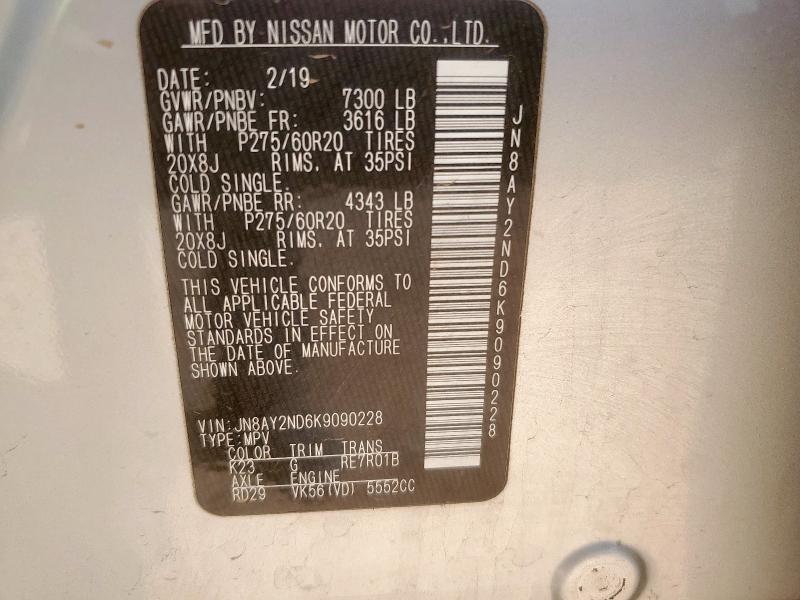 MFD BY NISSAN MOTOR CO.,LTD.
DATE: 2/19
GVWR/PNBV: 7300 LB
GAWR/PNBE FR: 3616 LB
WITH P275/60R20 TIRES
20X8J RIMS, AT 35PSI
COLD SINGLE.
GAWR/PNBE RR: 4343 LB
WITH P275/60R20 TIRES
20X8J RIMS, AT 35PSI
COLD SINGLE.
THIS VEHICLE CONFORMS TO
ALL APPLICABLE FEDERAL
MOTOR VEHICLE SAFETY
STANDARDS IN EFFECT ON
THE DATE OF MANUFACTURE
SHOWN ABOVE.
VIN:JN8AY2ND6K9090228
TYPE:MPV
COLOR TRIM TRANS
K23 G RE7R01B
AXLE ENGINE
RD29 VK56(VD) 5552CC
JN8AY2ND6K9090228